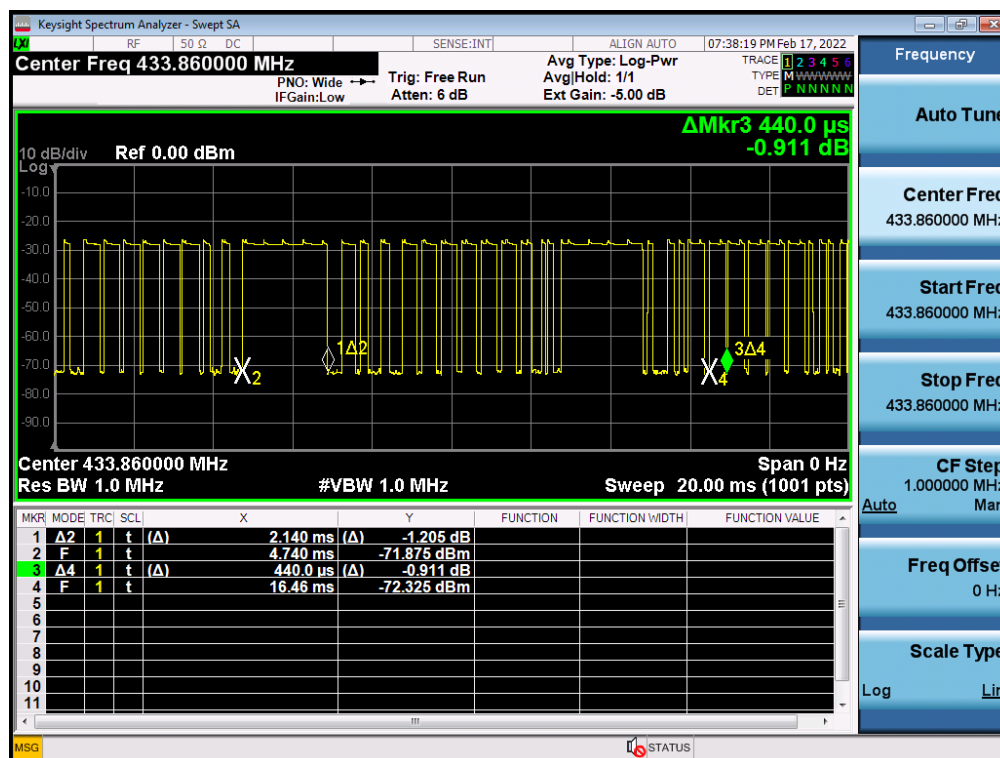 Keysight Spectrum Analyzer - Swept SA
LXI RF 50 Ω DC SENSE:INT ALIGN AUTO 07:38:19 PM Feb 17, 2022
Center Freq 433.860000 MHz
PNO: Wide
IFGain:Low
Trig: Free Run
Atten: 6 dB
Avg Type: Log-Pwr
Avg|Hold: 1/1
Ext Gain: -5.00 dB
TRACE 1 2 3 4 5 6
TYPE M WWWWW
DET P N N N N N
ΔMkr3 440.0 µs
-0.911 dB
10 dB/div Ref 0.00 dBm
Log
-10.0
-20.0
-30.0
-40.0
-50.0
-60.0
-70.0
-80.0
-90.0
2
1Δ2
4
3Δ4
Center 433.860000 MHz Span 0 Hz
Res BW 1.0 MHz #VBW 1.0 MHz Sweep 20.00 ms (1001 pts)
MKR MODE TRC SCL X Y FUNCTION FUNCTION WIDTH FUNCTION VALUE
1 Δ2 1 t (Δ) 2.140 ms (Δ) -1.205 dB
2 F 1 t 4.740 ms -71.875 dBm
3 Δ4 1 t (Δ) 440.0 µs (Δ) -0.911 dB
4 F 1 t 16.46 ms -72.325 dBm
5
6
7
8
9
10
11
MSG STATUS
Frequency
Auto Tune
Center Freq
433.860000 MHz
Start Freq
433.860000 MHz
Stop Freq
433.860000 MHz
CF Step
1.000000 MHz
Auto Man
Freq Offset
0 Hz
Scale Type
Log Lin